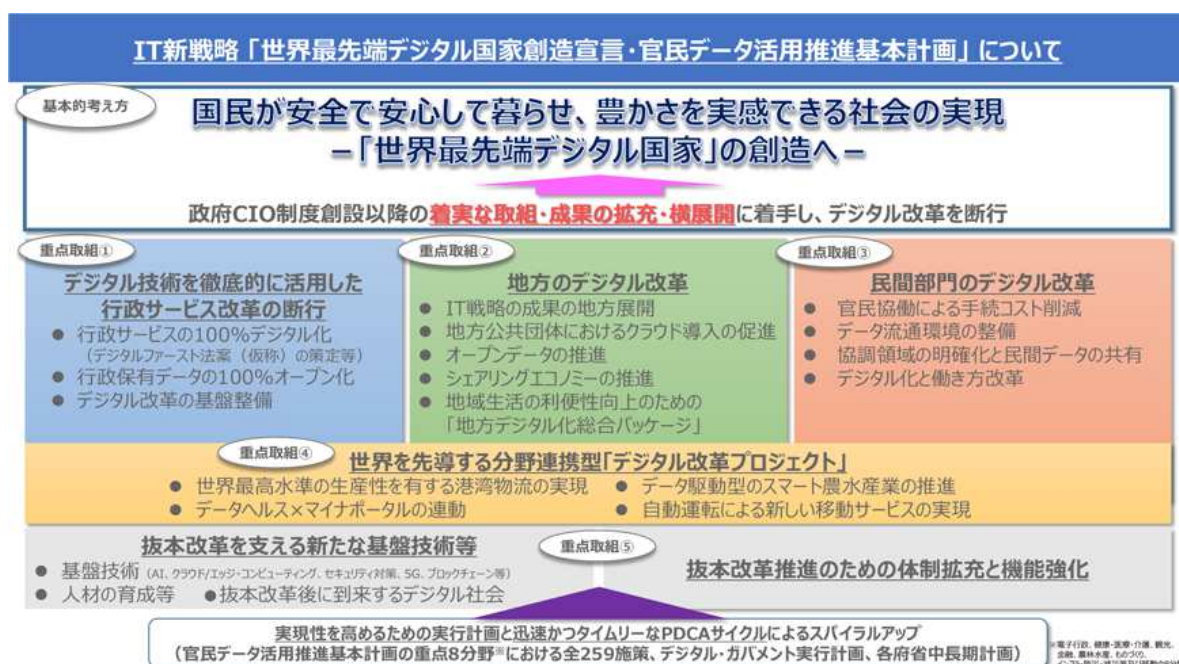 IT新戦略「世界最先端デジタル国家創造宣言・官民データ活用推進基本計画」について
基本的考え方
国民が安全で安心して暮らせ、豊かさを実感できる社会の実現
－「世界最先端デジタル国家」の創造へ－
政府CIO制度創設以降の着実な取組・成果の拡充・横展開に着手し、デジタル改革を断行
重点取組①
デジタル技術を徹底的に活用した
行政サービス改革の断行
● 行政サービスの100%デジタル化
（デジタルファースト法案（仮称）の策定等）
● 行政保有データの100%オープン化
● デジタル改革の基盤整備
重点取組②
地方のデジタル改革
● IT戦略の成果の地方展開
● 地方公共団体におけるクラウド導入の促進
● オープンデータの推進
● シェアリングエコノミーの推進
● 地域生活の利便性向上のための
「地方デジタル化総合パッケージ」
重点取組③
民間部門のデジタル改革
● 官民協働による手続コスト削減
● データ流通環境の整備
● 協調領域の明確化と民間データの共有
● デジタル化と働き方改革
重点取組④
世界を先導する分野連携型「デジタル改革プロジェクト」
● 世界最高水準の生産性を有する港湾物流の実現 ● データ駆動型のスマート農水産業の推進
● データヘルス×マイナポータルの連動 ● 自動運転による新しい移動サービスの実現
重点取組⑤
抜本改革を支える新たな基盤技術等
● 基盤技術（AI、クラウド/エッジ・コンピューティング、セキュリティ対策、5G、ブロックチェーン等）
● 人材の育成等 ●抜本改革後に到来するデジタル社会
抜本改革推進のための体制拡充と機能強化
実現性を高めるための実行計画と迅速かつタイムリーなPDCAサイクルによるスパイラルアップ
（官民データ活用推進基本計画の重点8分野※における全259施策、デジタル・ガバメント実行計画、各府省中長期計画）
※電子行政、健康・医療・介護、観光、
金融、農林水産、ものづくり、